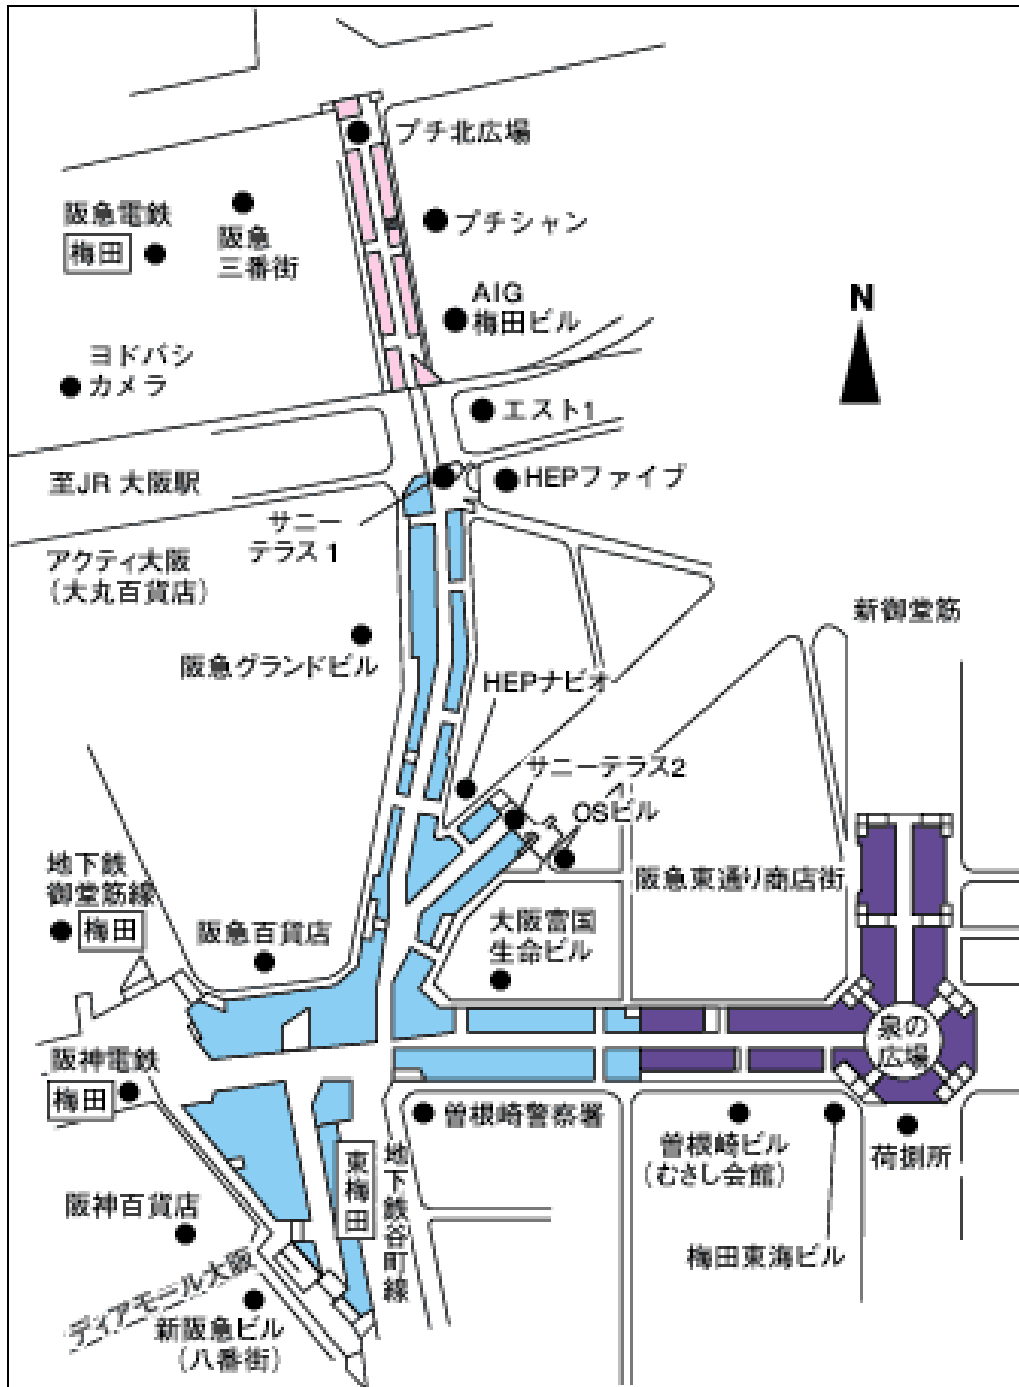 プチ北広場
阪急電鉄
梅田
阪急
三番街
プチシャン
AIG
梅田ビル
N
ヨドバシ
カメラ
エスト1
至JR 大阪駅
HEPファイブ
サニー
テラス 1
アクティ大阪
(大丸百貨店)
新御堂筋
阪急グランドビル
HEPナビオ
サニーテラス2
OSビル
地下鉄
御堂筋線
梅田
阪急東通り商店街
阪急百貨店
大阪富国
生命ビル
泉の
広場
阪神電鉄
梅田
曽根崎警察署
東梅田
地下鉄谷町線
曽根崎ビル
(むさし会館)
荷捌所
阪神百貨店
梅田東海ビル
ディアモール大阪
新阪急ビル
(八番街)